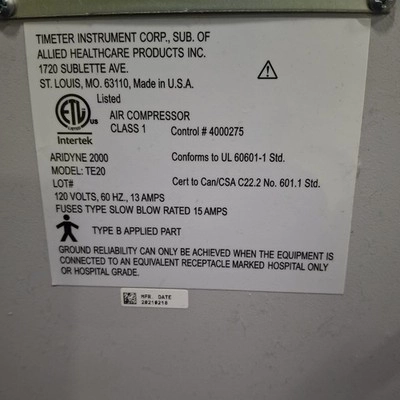 TIMETER INSTRUMENT CORP., SUB. OF
ALLIED HEALTHCARE PRODUCTS INC.
1720 SUBLETTE AVE.
ST. LOUIS, MO. 63110, Made in U.S.A.
Listed
ETL us
Intertek
AIR COMPRESSOR
CLASS 1 Control # 4000275
ARIDYNE 2000 Conforms to UL 60601-1 Std.
MODEL: TE20
LOT# Cert to Can/CSA C22.2 No. 601.1 Std.
120 VOLTS, 60 HZ., 13 AMPS
FUSES TYPE SLOW BLOW RATED 15 AMPS
TYPE B APPLIED PART
GROUND RELIABILITY CAN ONLY BE ACHIEVED WHEN THE EQUIPMENT IS
CONNECTED TO AN EQUIVALENT RECEPTACLE MARKED HOSPITAL ONLY
OR HOSPITAL GRADE.
MFR. DATE
20210218